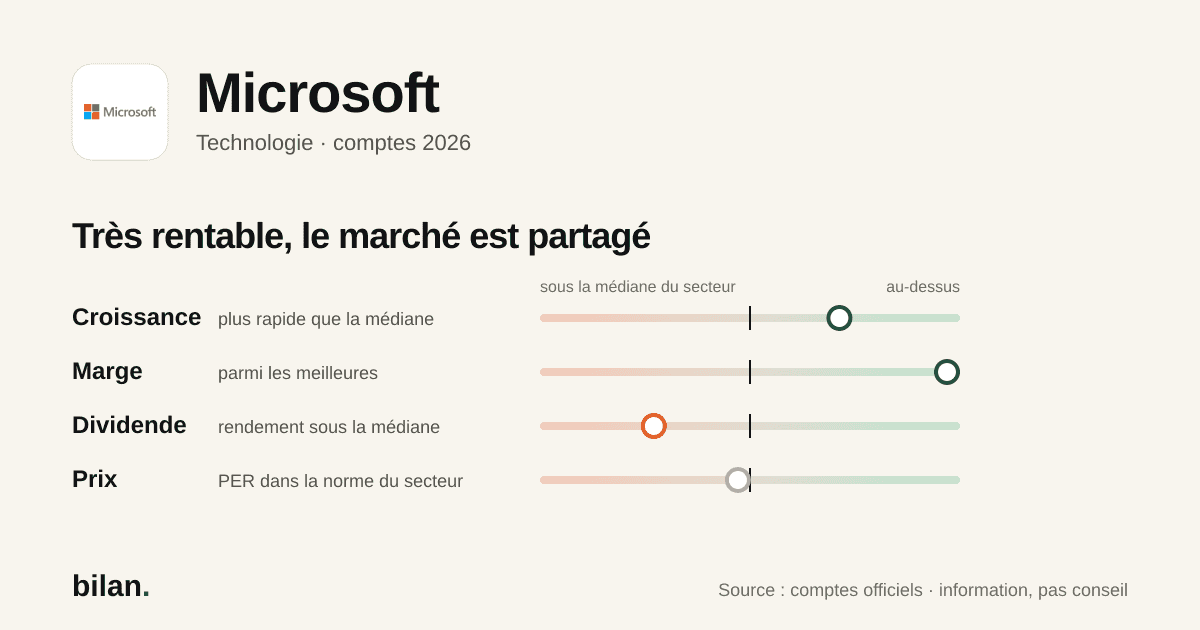 Microsoft
Microsoft
Technologie · comptes 2026
Très rentable, le marché est partagé
sous la médiane du secteur au-dessus
Croissance plus rapide que la médiane
Marge parmi les meilleures
Dividende rendement sous la médiane
Prix PER dans la norme du secteur
bilan.
Source : comptes officiels · information, pas conseil